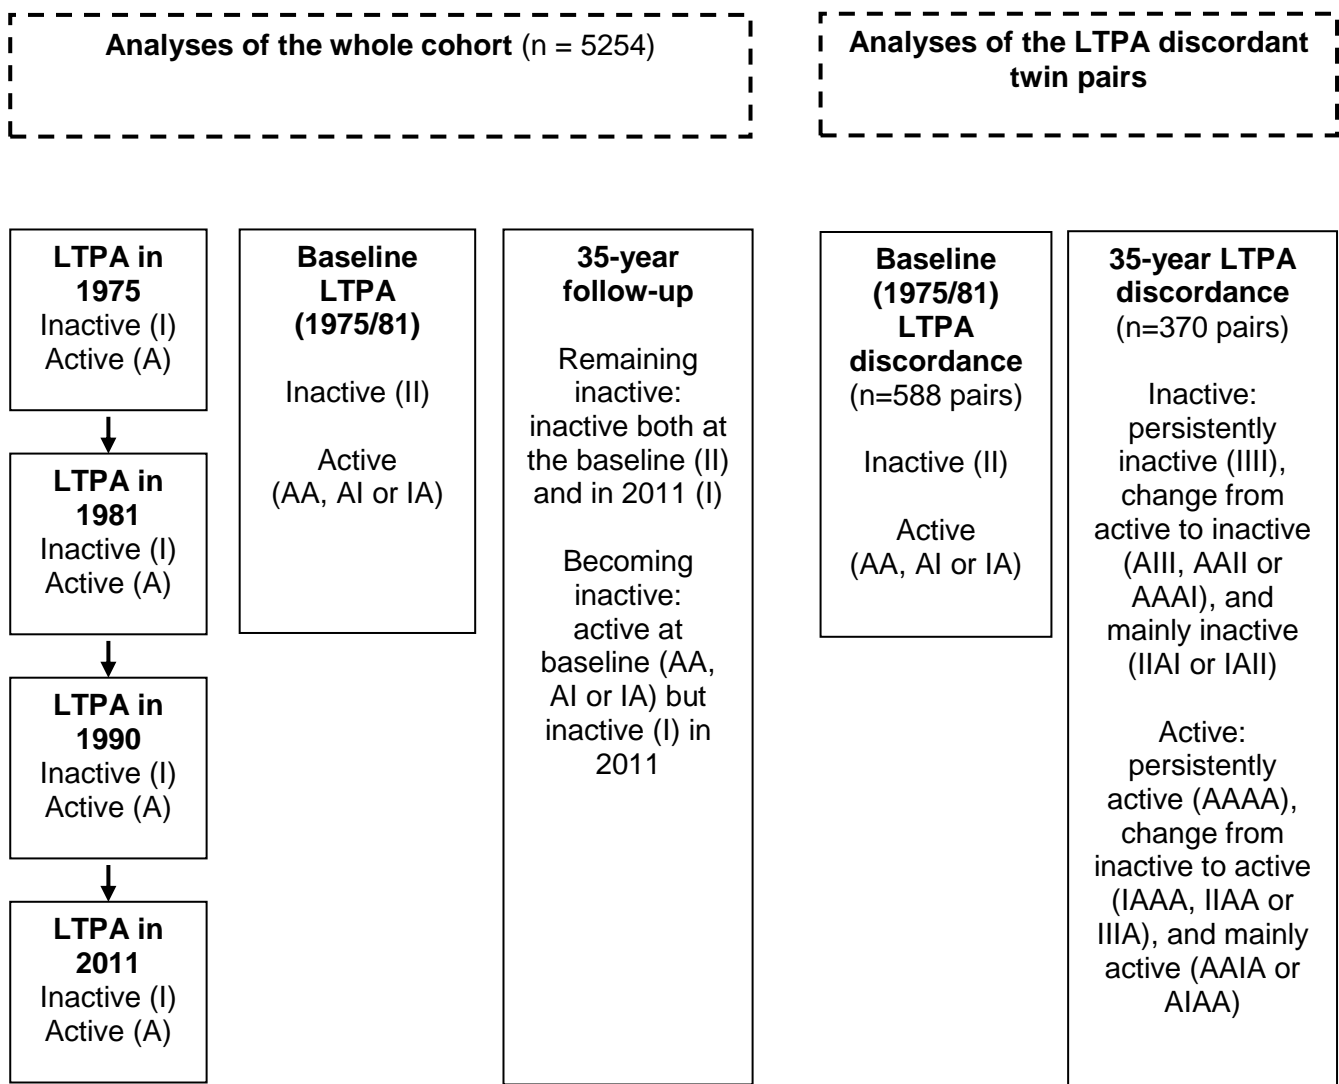 Analyses of the whole cohort (n = 5254)
Analyses of the LTPA discordant
twin pairs
LTPA in
1975
Inactive (I)
Active (A)
LTPA in
1981
Inactive (I)
Active (A)
LTPA in
1990
Inactive (I)
Active (A)
LTPA in
2011
Inactive (I)
Active (A)
Baseline
LTPA
(1975/81)
Inactive (II)
Active
(AA, AI or IA)
35-year
follow-up
Remaining
inactive:
inactive both at
the baseline (II)
and in 2011 (I)
Becoming
inactive:
active at
baseline (AA,
AI or IA) but
inactive (I) in
2011
Baseline
(1975/81)
LTPA
discordance
(n=588 pairs)
Inactive (II)
Active
(AA, AI or IA)
35-year LTPA
discordance
(n=370 pairs)
Inactive:
persistently
inactive (IIII),
change from
active to inactive
(AIII, AAII or
AAAI), and
mainly inactive
(IIAI or IAII)
Active:
persistently
active (AAAA),
change from
inactive to active
(IAAA, IIAA or
IIIA), and mainly
active (AAIA or
AIAA)